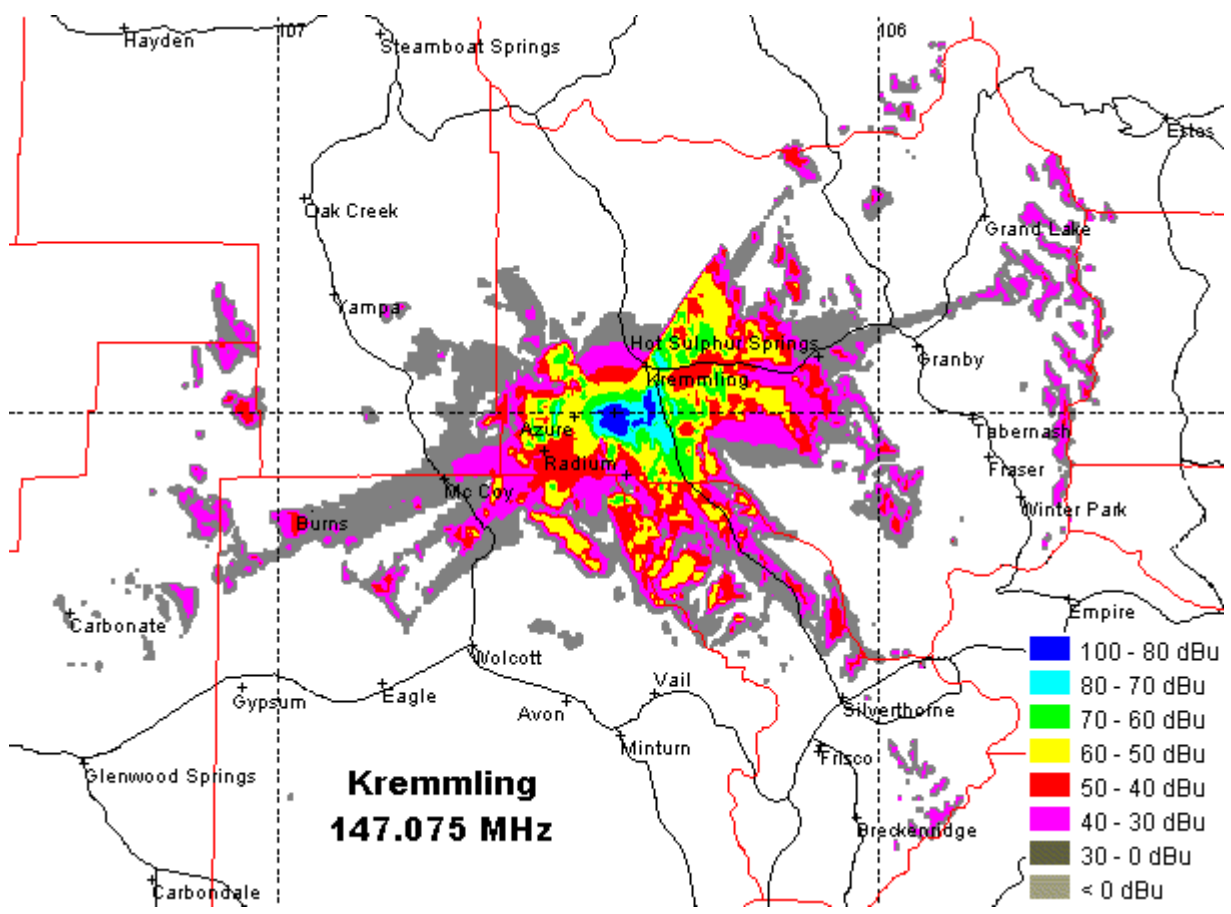 107
106
Hayden
Steamboat Springs
Estes
Oak Creek
Grand Lake
Yampa
Hot Sulphur Springs
Granby
Kremmling
Azure
Tabernash
Radium
Fraser
Mc Coy
Winter Park
Burns
Carbonate
Empire
Wolcott
Vail
Eagle
Gypsum
Avon
Silverthorne
Minturn
Frisco
Glenwood Springs
Breckenridge
Carbondale
Kremmling
147.075 MHz
100 - 80 dBu
80 - 70 dBu
70 - 60 dBu
60 - 50 dBu
50 - 40 dBu
40 - 30 dBu
30 - 0 dBu
< 0 dBu